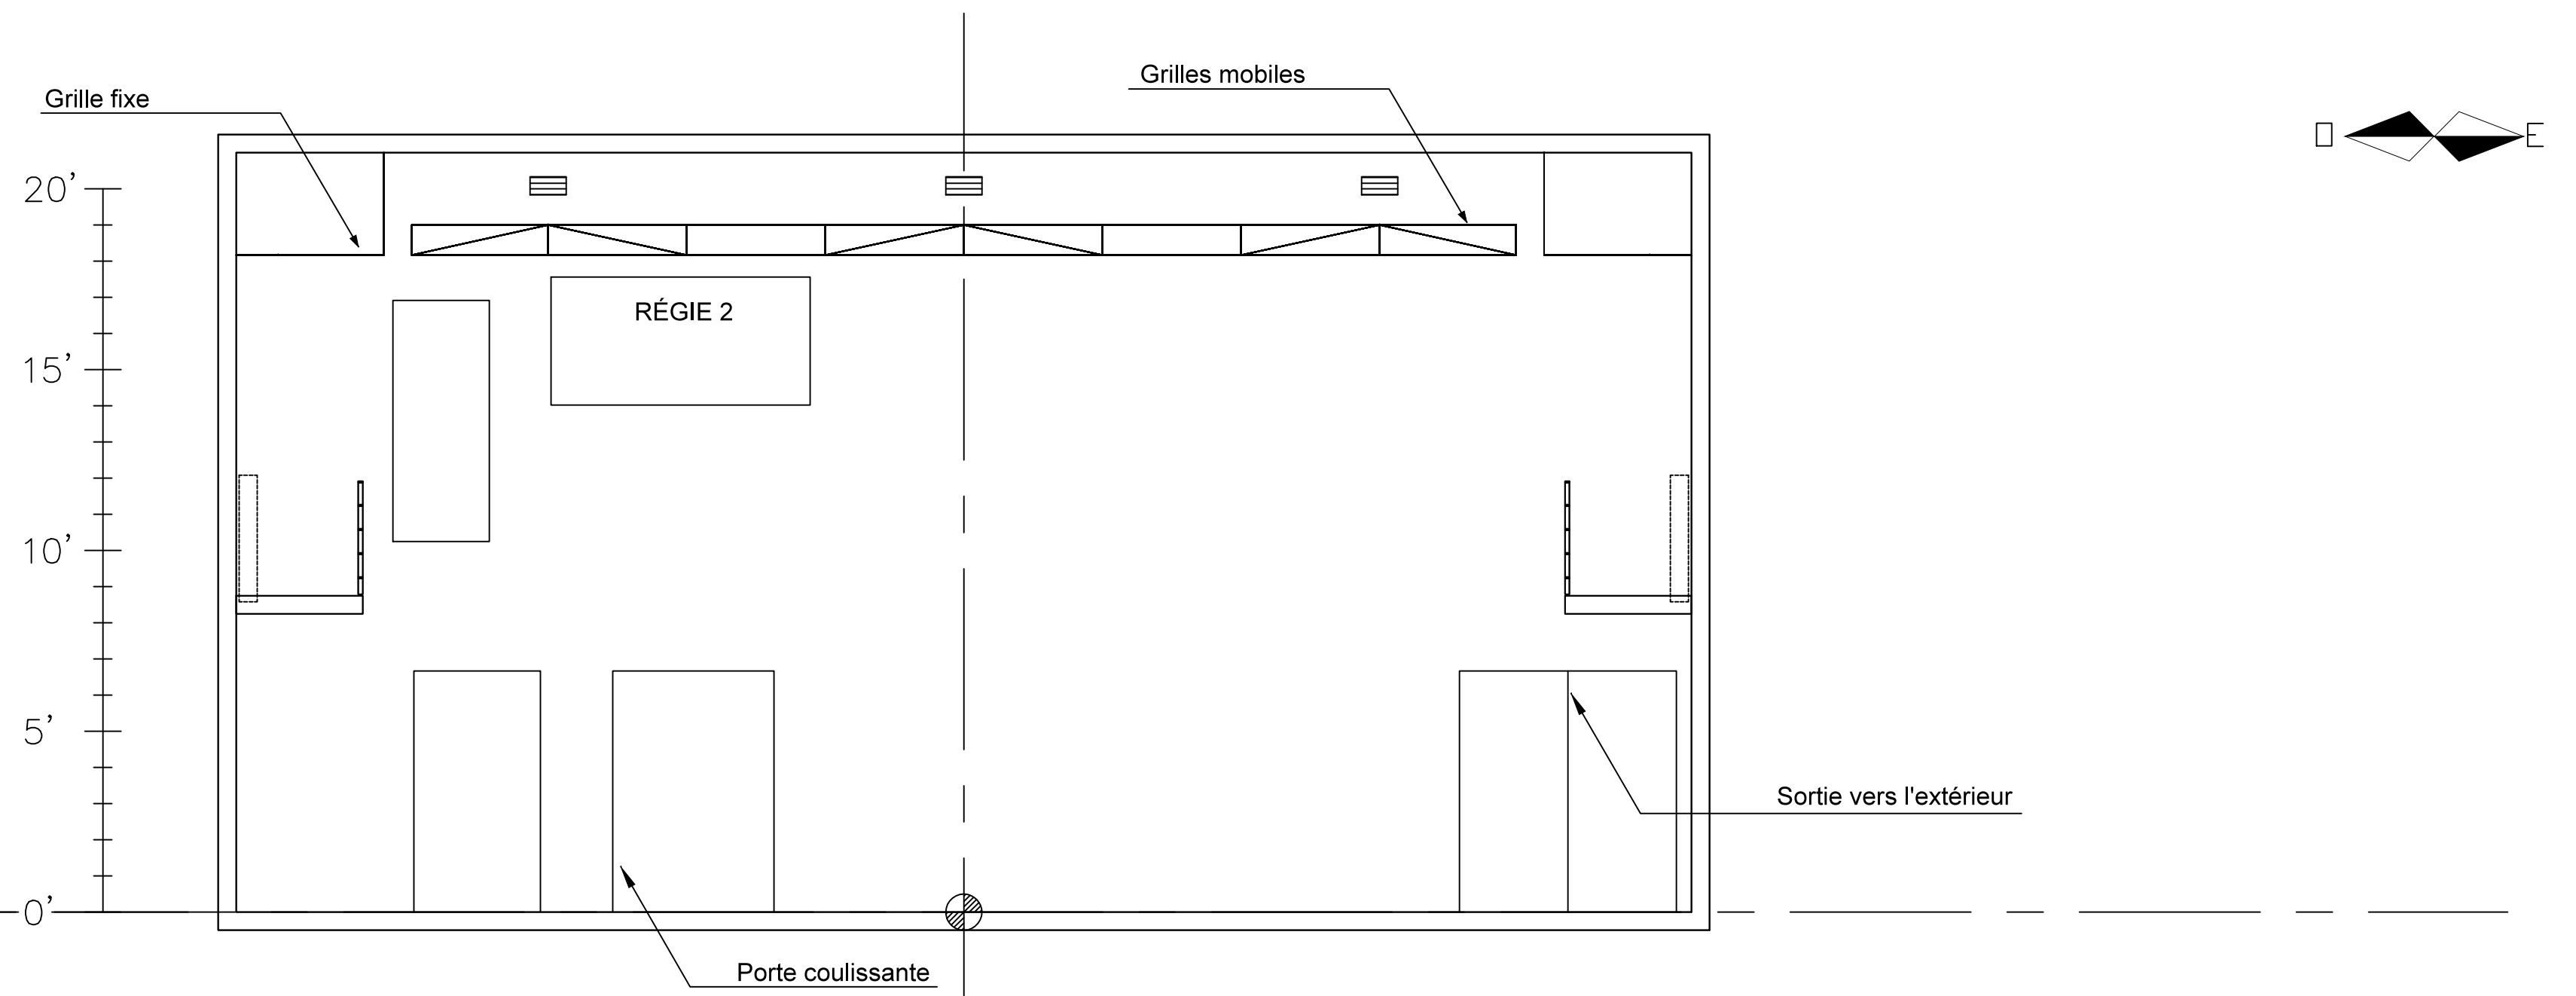 Grilles mobiles
Grille fixe
O E
20'
RÉGIE 2
15'
10'
5'
Sortie vers l'extérieur
0'
Porte coulissante